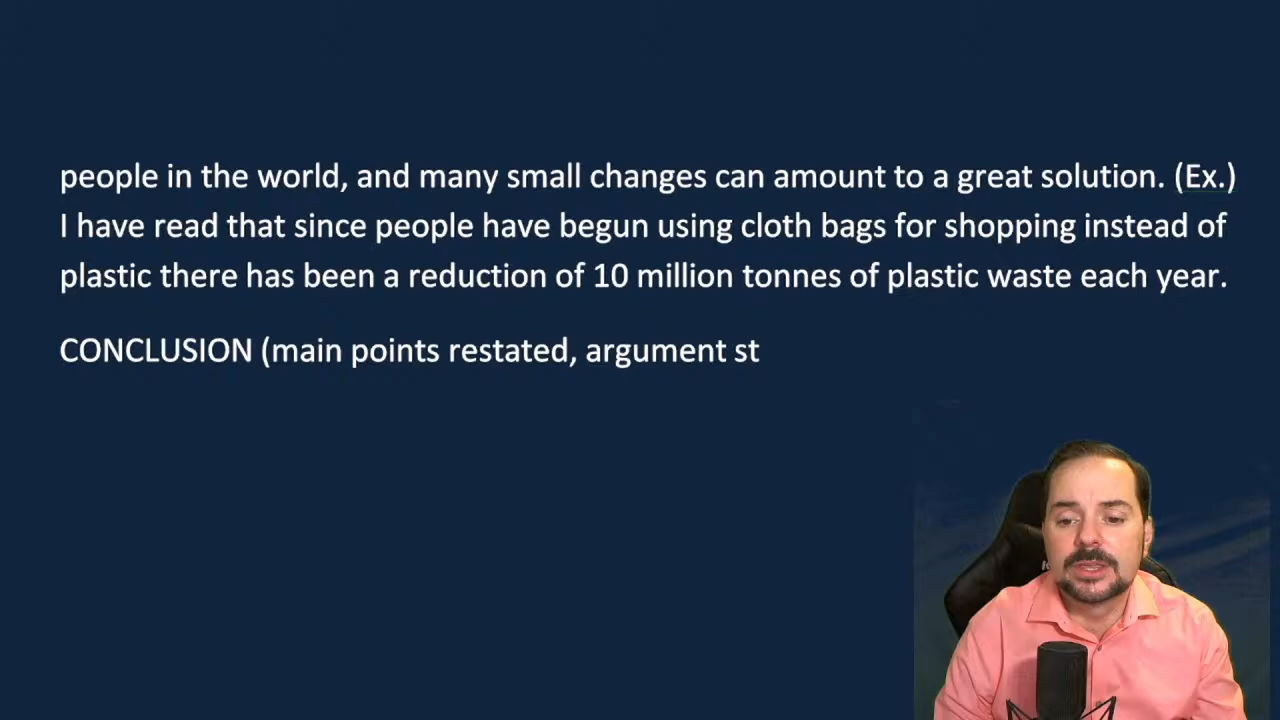 people in the world, and many small changes can amount to a great solution. (Ex.)
I have read that since people have begun using cloth bags for shopping instead of
plastic there has been a reduction of 10 million tonnes of plastic waste each year.
CONCLUSION (main points restated, argument st